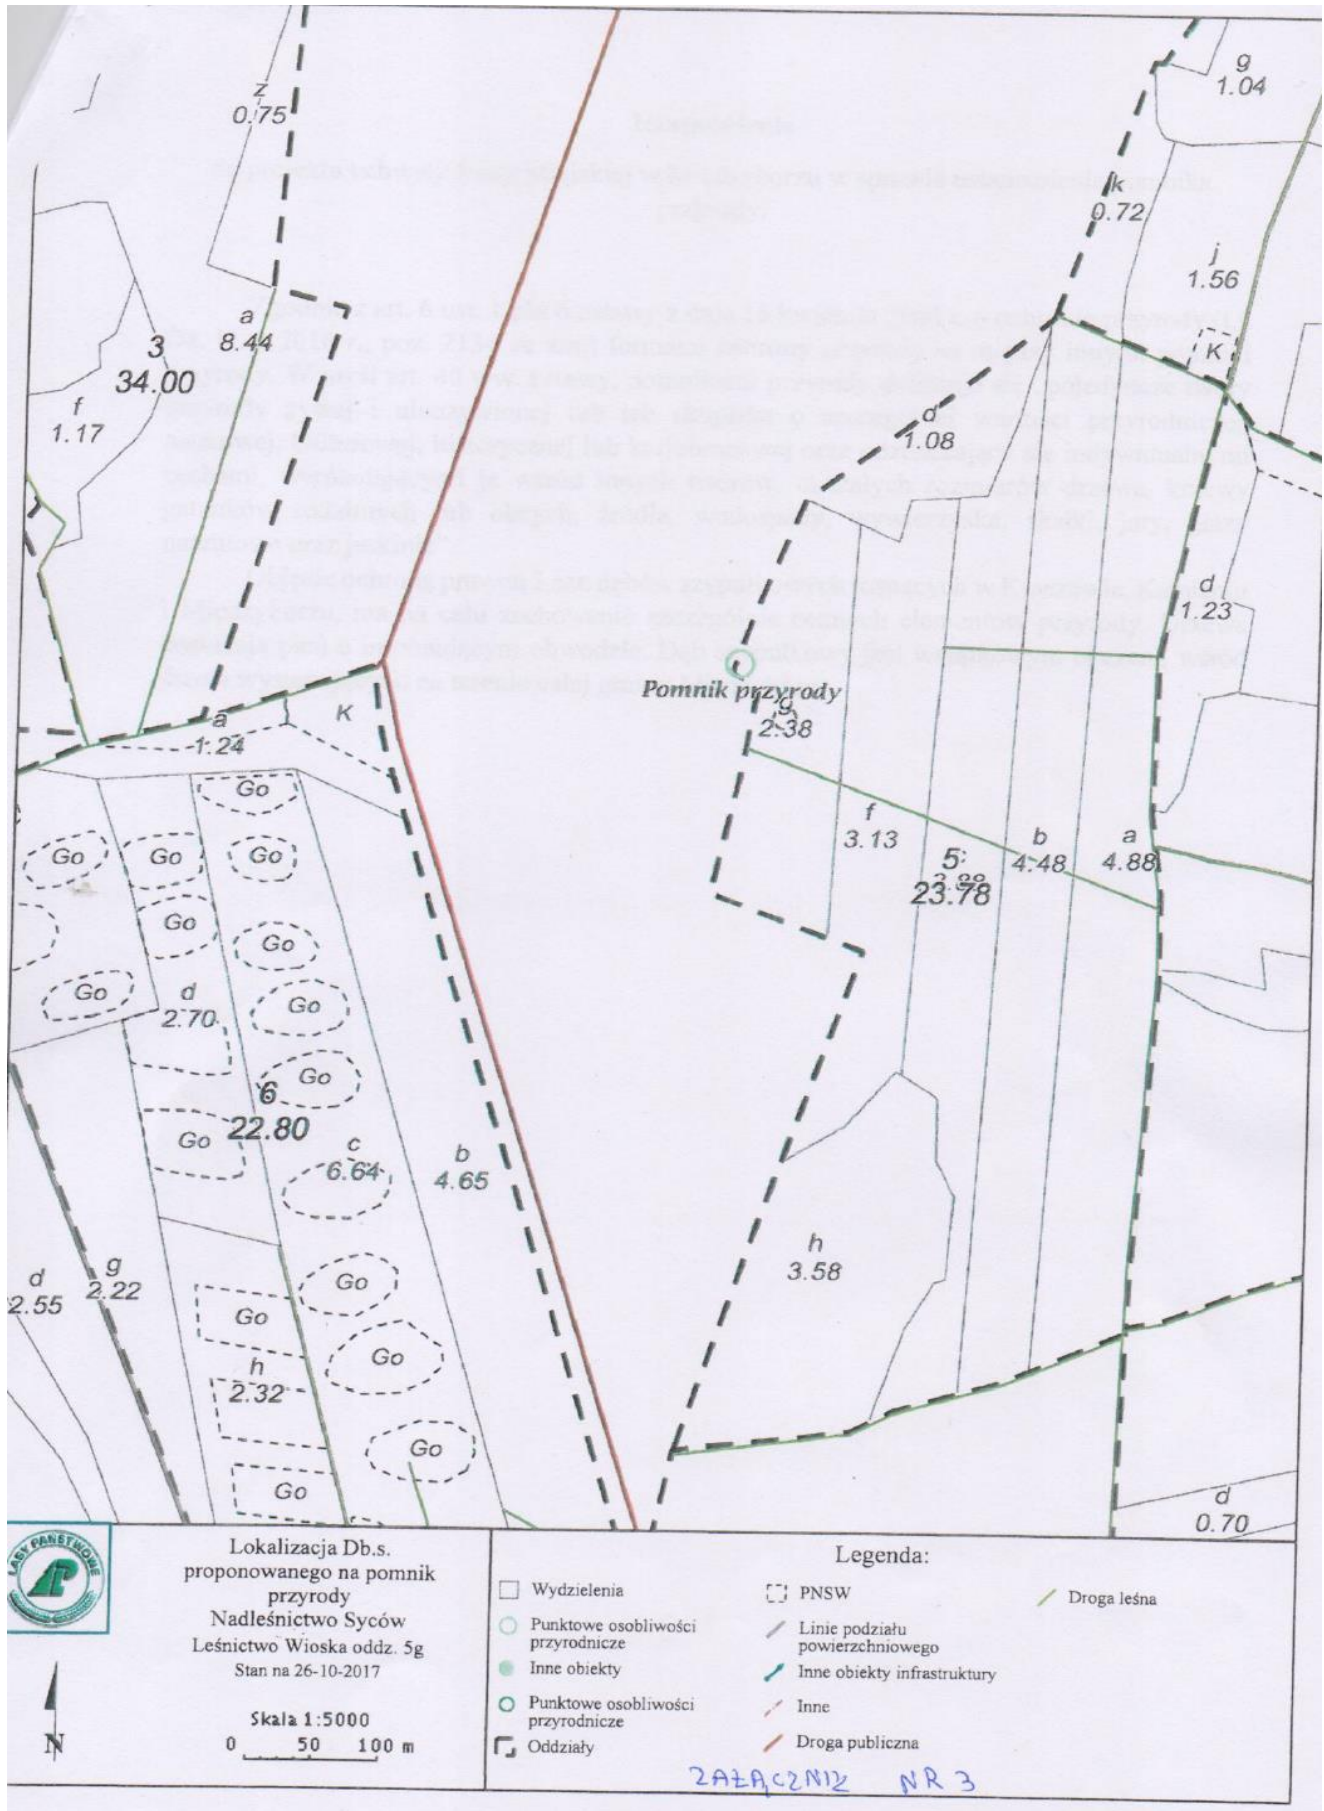 z
0.75
g
1.04
k
0.72
j
1.56
a
8.44
3
34.00
f
1.17
K
d
1.08
d
1.23
Pomnik przyrody
g
2.38
a
1.24
K
f
3.13
5
23.78
b
4.48
a
4.88
Go
Go
Go
Go
Go
Go
Go
Go
d
2.70
Go
Go
6
22.80
Go
c
6.64
b
4.65
h
3.58
d
2.55
g
2.22
Go
Go
Go
h
2.32
Go
Go
d
0.70
LASY PAŃSTWOWE
Lokalizacja Db.s.
proponowanego na pomnik
przyrody
Nadleśnictwo Syców
Leśnictwo Wioska oddz. 5g
Stan na 26-10-2017
Skala 1:5000
0 50 100 m
N
Legenda:
Wydzielenia
Punktowe osobliwości
przyrodnicze
Inne obiekty
Punktowe osobliwości
przyrodnicze
Oddziały
PNSW
Linie podziału
powierzchniowego
Inne obiekty infrastruktury
Inne
Droga publiczna
Droga leśna
ZAŁĄCZNIK NR 3